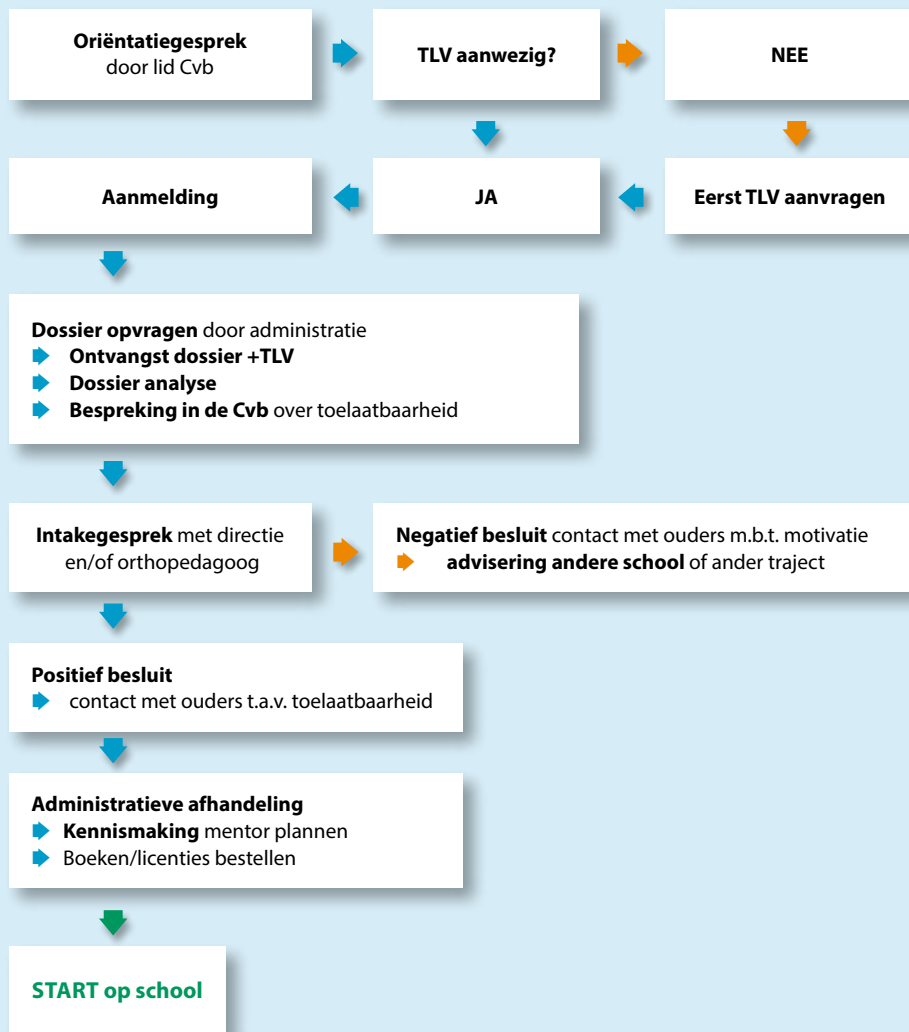 Oriëntatiegesprek
door lid Cvb
TLV aanwezig?
NEE
Aanmelding
JA
Eerst TLV aanvragen
Dossier opvragen door administratie
Ontvangst dossier +TLV
Dossier analyse
Bespreking in de Cvb over toelaatbaarheid
Intakegesprek met directie
en/of orthopedagoog
Negatief besluit contact met ouders m.b.t. motivatie
advisering andere school of ander traject
Positief besluit
contact met ouders t.a.v. toelaatbaarheid
Administratieve afhandeling
Kennismaking mentor plannen
Boeken/licenties bestellen
START op school